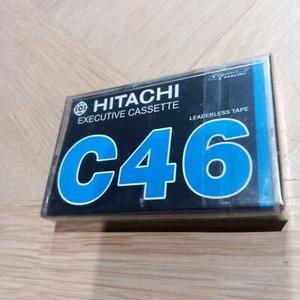 HITACHI
EXECUTIVE CASSETTE
LEADERLESS TAPE
C46